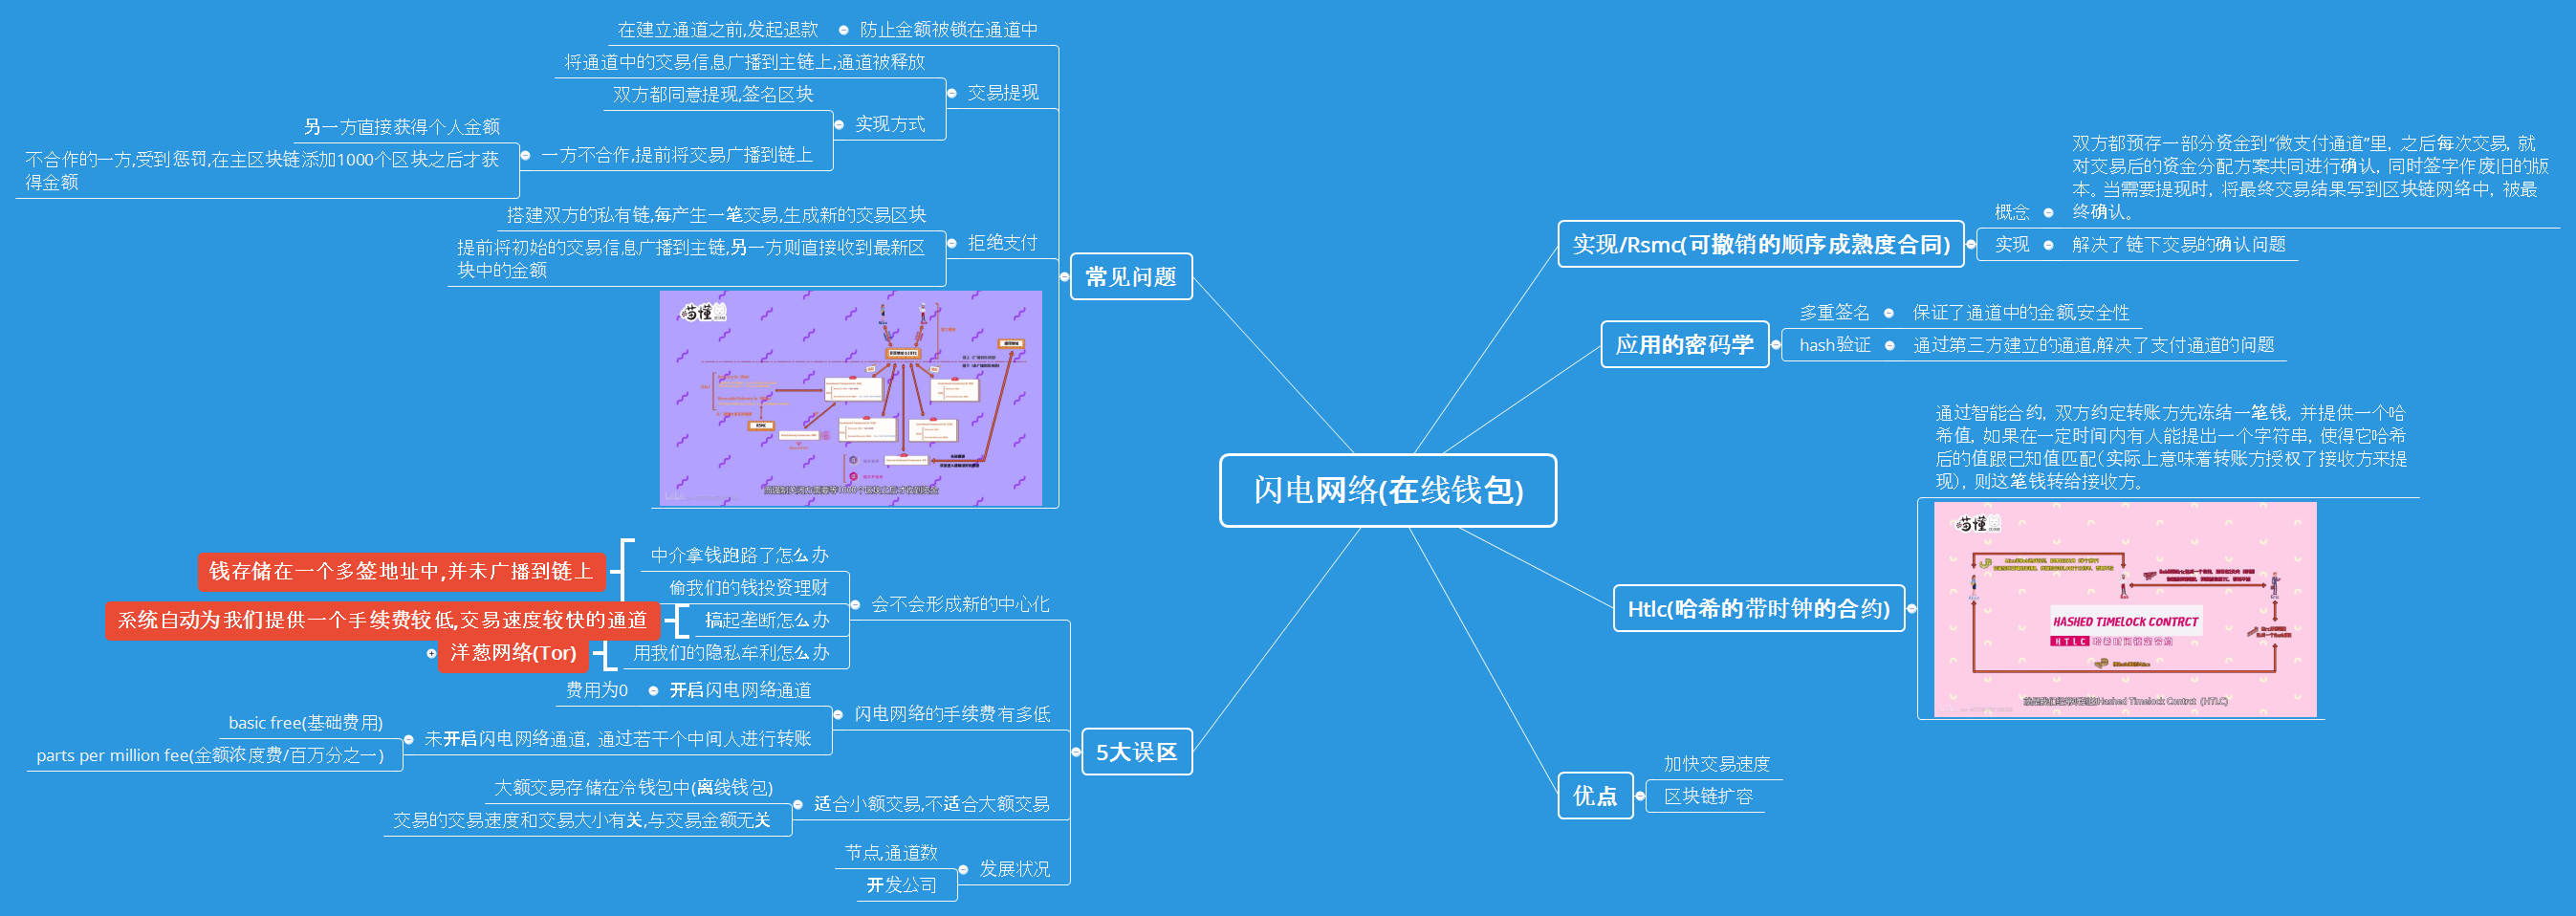 闪电网络(在线钱包)
实现/Rsmc(可撤销的顺序成熟度合同)
概念
双方都预存一部分资金到“微支付通道”里，之后每次交易，就
对交易后的资金分配方案共同进行确认，同时签字作废旧的版
本。当需要提现时，将最终交易结果写到区块链网络中，被最
终确认。
实现
解决了链下交易的确认问题
应用的密码学
多重签名
保证了通道中的金额,安全性
hash验证
通过第三方建立的通道,解决了支付通道的问题
Htlc(哈希的带时钟的合约)
通过智能合约，双方约定转账方先冻结一笔钱，并提供一个哈
希值，如果在一定时间内有人能提出一个字符串，使得它哈希
后的值跟已知值匹配（实际上意味着转账方授权了接收方来提
现），则这笔钱转给接收方。
HASHED TIMELOCK CONTRCT
HTLC 哈希时间锁定合约
就是我们经常听到的Hashed Timelock Contrct（HTLC）
优点
加快交易速度
区块链扩容
常见问题
防止金额被锁在通道中
在建立通道之前,发起退款
交易提现
将通道中的交易信息广播到主链上,通道被释放
实现方式
双方都同意提现,签名区块
一方不合作,提前将交易广播到链上
另一方直接获得个人金额
不合作的一方,受到惩罚,在主区块链添加1000个区块之后才获
得金额
拒绝支付
搭建双方的私有链,每产生一笔交易,生成新的交易区块
提前将初始的交易信息广播到主链,另一方则直接收到最新区
块中的金额
RSMC
5大误区
会不会形成新的中心化
中介拿钱跑路了怎么办
钱存储在一个多签地址中,并未广播到链上
偷我们的钱投资理财
搞起垄断怎么办
系统自动为我们提供一个手续费较低,交易速度较快的通道
用我们的隐私牟利怎么办
洋葱网络(Tor)
闪电网络的手续费有多低
开启闪电网络通道
费用为0
未开启闪电网络通道，通过若干个中间人进行转账
basic free(基础费用)
parts per million fee(金额浓度费/百万分之一)
适合小额交易,不适合大额交易
大额交易存储在冷钱包中(离线钱包)
交易的交易速度和交易大小有关,与交易金额无关
发展状况
节点,通道数
开发公司